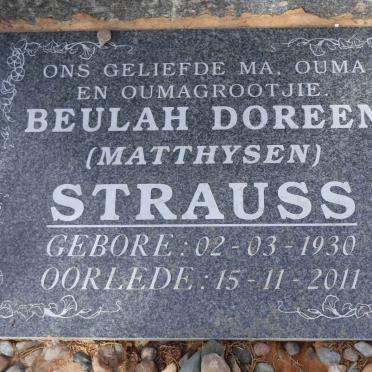 ONS GELIEFDE MA, OUMA
EN OUMAGROOTJIE.
BEULAH DOREEN
(MATTHYSEN)
STRAUSS
GEBORE : 02 - 03 - 1930
OORLEDE : 15 - 11 - 2011